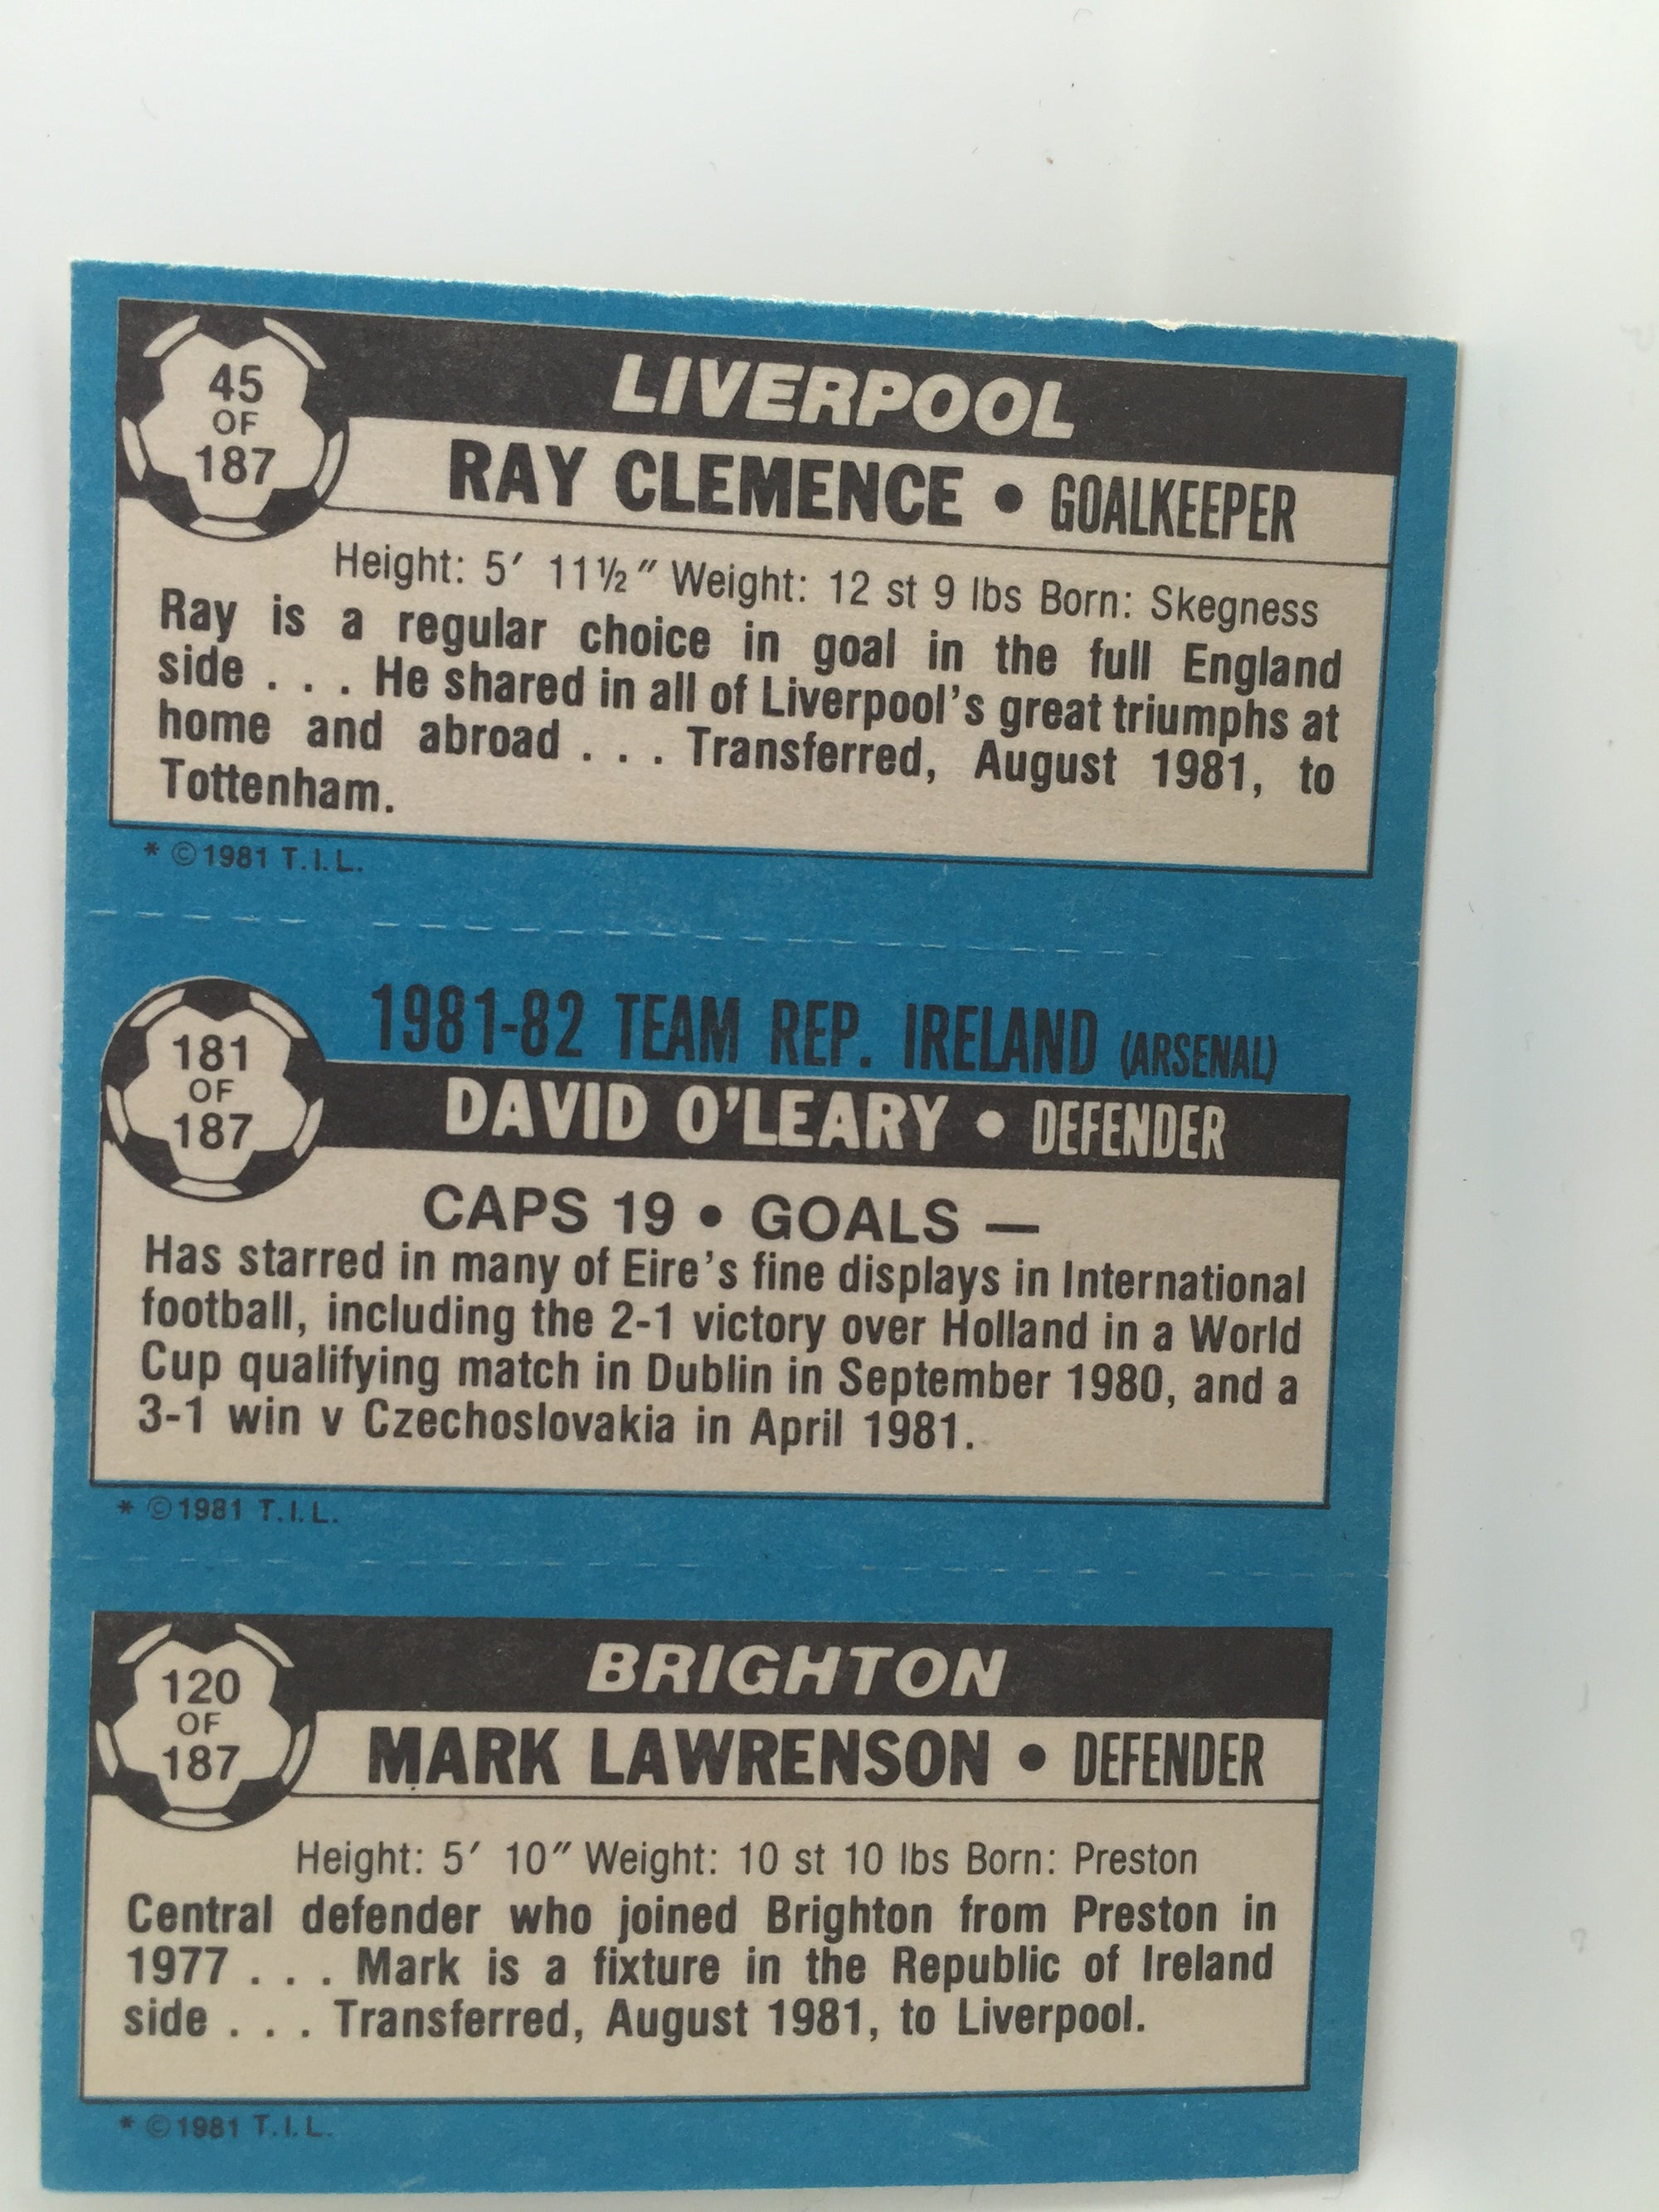 45
OF
187
LIVERPOOL
RAY CLEMENCE • GOALKEEPER
Height: 5′ 11½″ Weight: 12 st 9 lbs Born: Skegness
Ray is a regular choice in goal in the full England
side . . . He shared in all of Liverpool's great triumphs at
home and abroad . . . Transferred, August 1981, to
Tottenham.
* ©1981 T.I.L.
181
OF
187
1981-82 TEAM REP. IRELAND (ARSENAL)
DAVID O'LEARY • DEFENDER
CAPS 19 • GOALS —
Has starred in many of Eire's fine displays in International
football, including the 2-1 victory over Holland in a World
Cup qualifying match in Dublin in September 1980, and a
3-1 win v Czechoslovakia in April 1981.
* ©1981 T.I.L.
120
OF
187
BRIGHTON
MARK LAWRENSON • DEFENDER
Height: 5′ 10″ Weight: 10 st 10 lbs Born: Preston
Central defender who joined Brighton from Preston in
1977 . . . Mark is a fixture in the Republic of Ireland
side . . . Transferred, August 1981, to Liverpool.
* ©1981 T.I.L.